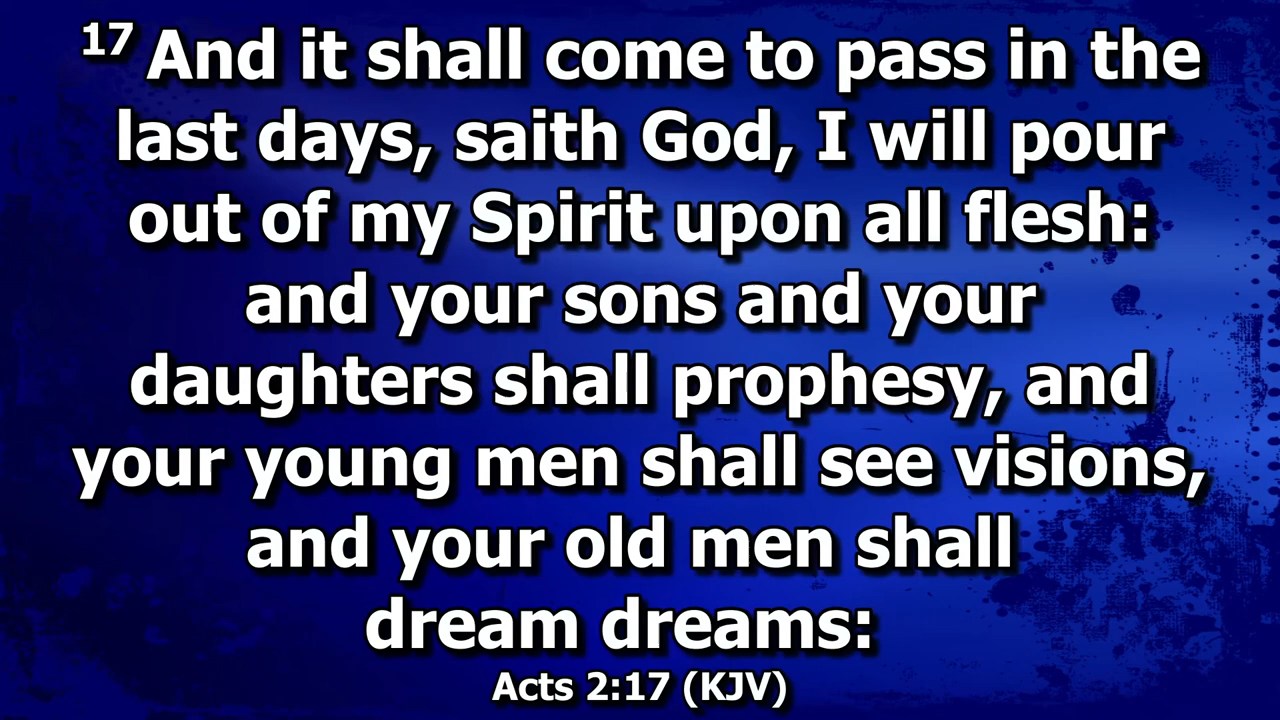 17 And it shall come to pass in the
last days, saith God, I will pour
out of my Spirit upon all flesh:
and your sons and your
daughters shall prophesy, and
your young men shall see visions,
and your old men shall
dream dreams:
Acts 2:17 (KJV)